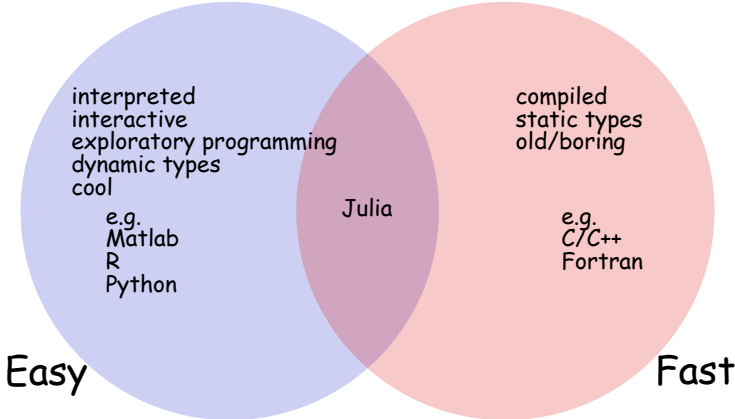 interpreted
interactive
exploratory programming
dynamic types
cool
e.g.
Matlab
R
Python
Easy
Julia
compiled
static types
old/boring
e.g.
C/C++
Fortran
Fast